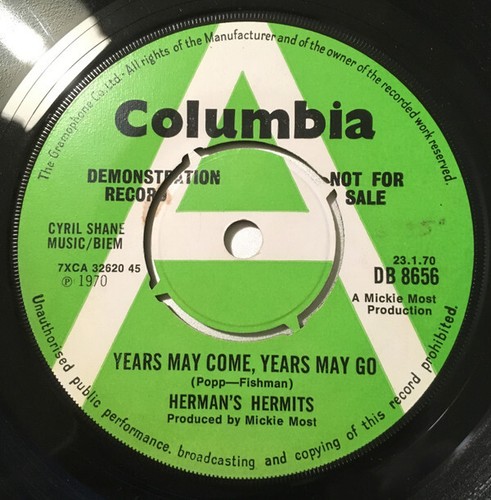 The Gramophone Co. Ltd. · All rights of the Manufacturer and of the owner of the recorded work reserved.
Columbia
DEMONSTRATION
RECORD
NOT FOR
SALE
CYRIL SHANE
MUSIC/BIEM
7XCA 32620 45
Ⓟ 1970
23.1.70
DB 8656
A Mickie Most
Production
YEARS MAY COME, YEARS MAY GO
(Popp—Fishman)
HERMAN'S HERMITS
Produced by Mickie Most
Unauthorised public performance, broadcasting and copying of this record prohibited.